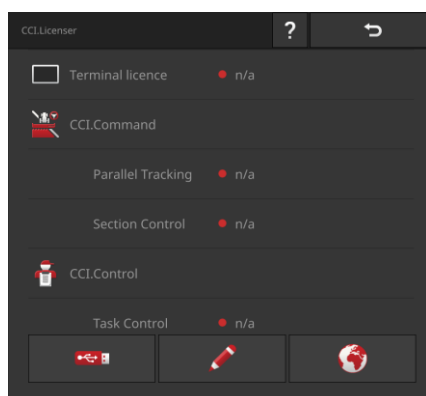 CCI.Licenser ?
Terminal licence n/a
CCI.Command
Parallel Tracking n/a
Section Control n/a
CCI.Control
Task Control n/a